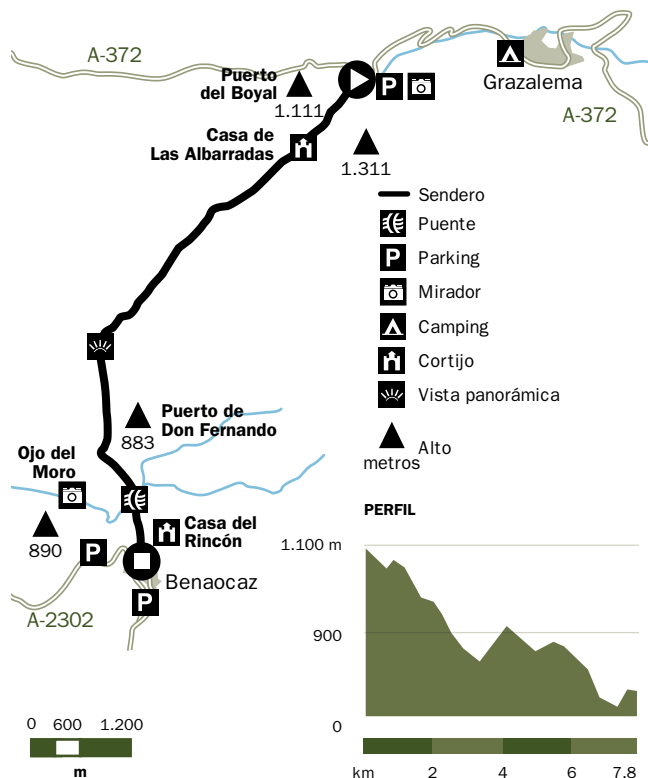 A-372
Puerto
del Boyal
1.111
P
Grazalema
A-372
Casa de
Las Albarradas
1.311
Sendero
Puente
P Parking
Mirador
Camping
Cortijo
Vista panorámica
Alto
metros
Puerto de
Don Fernando
883
Ojo del
Moro
890
Casa del
Rincón
P
Benaocaz
P
A-2302
PERFIL
1.100 m
900
0
km 2 4 6 7.8
0 600 1.200
m